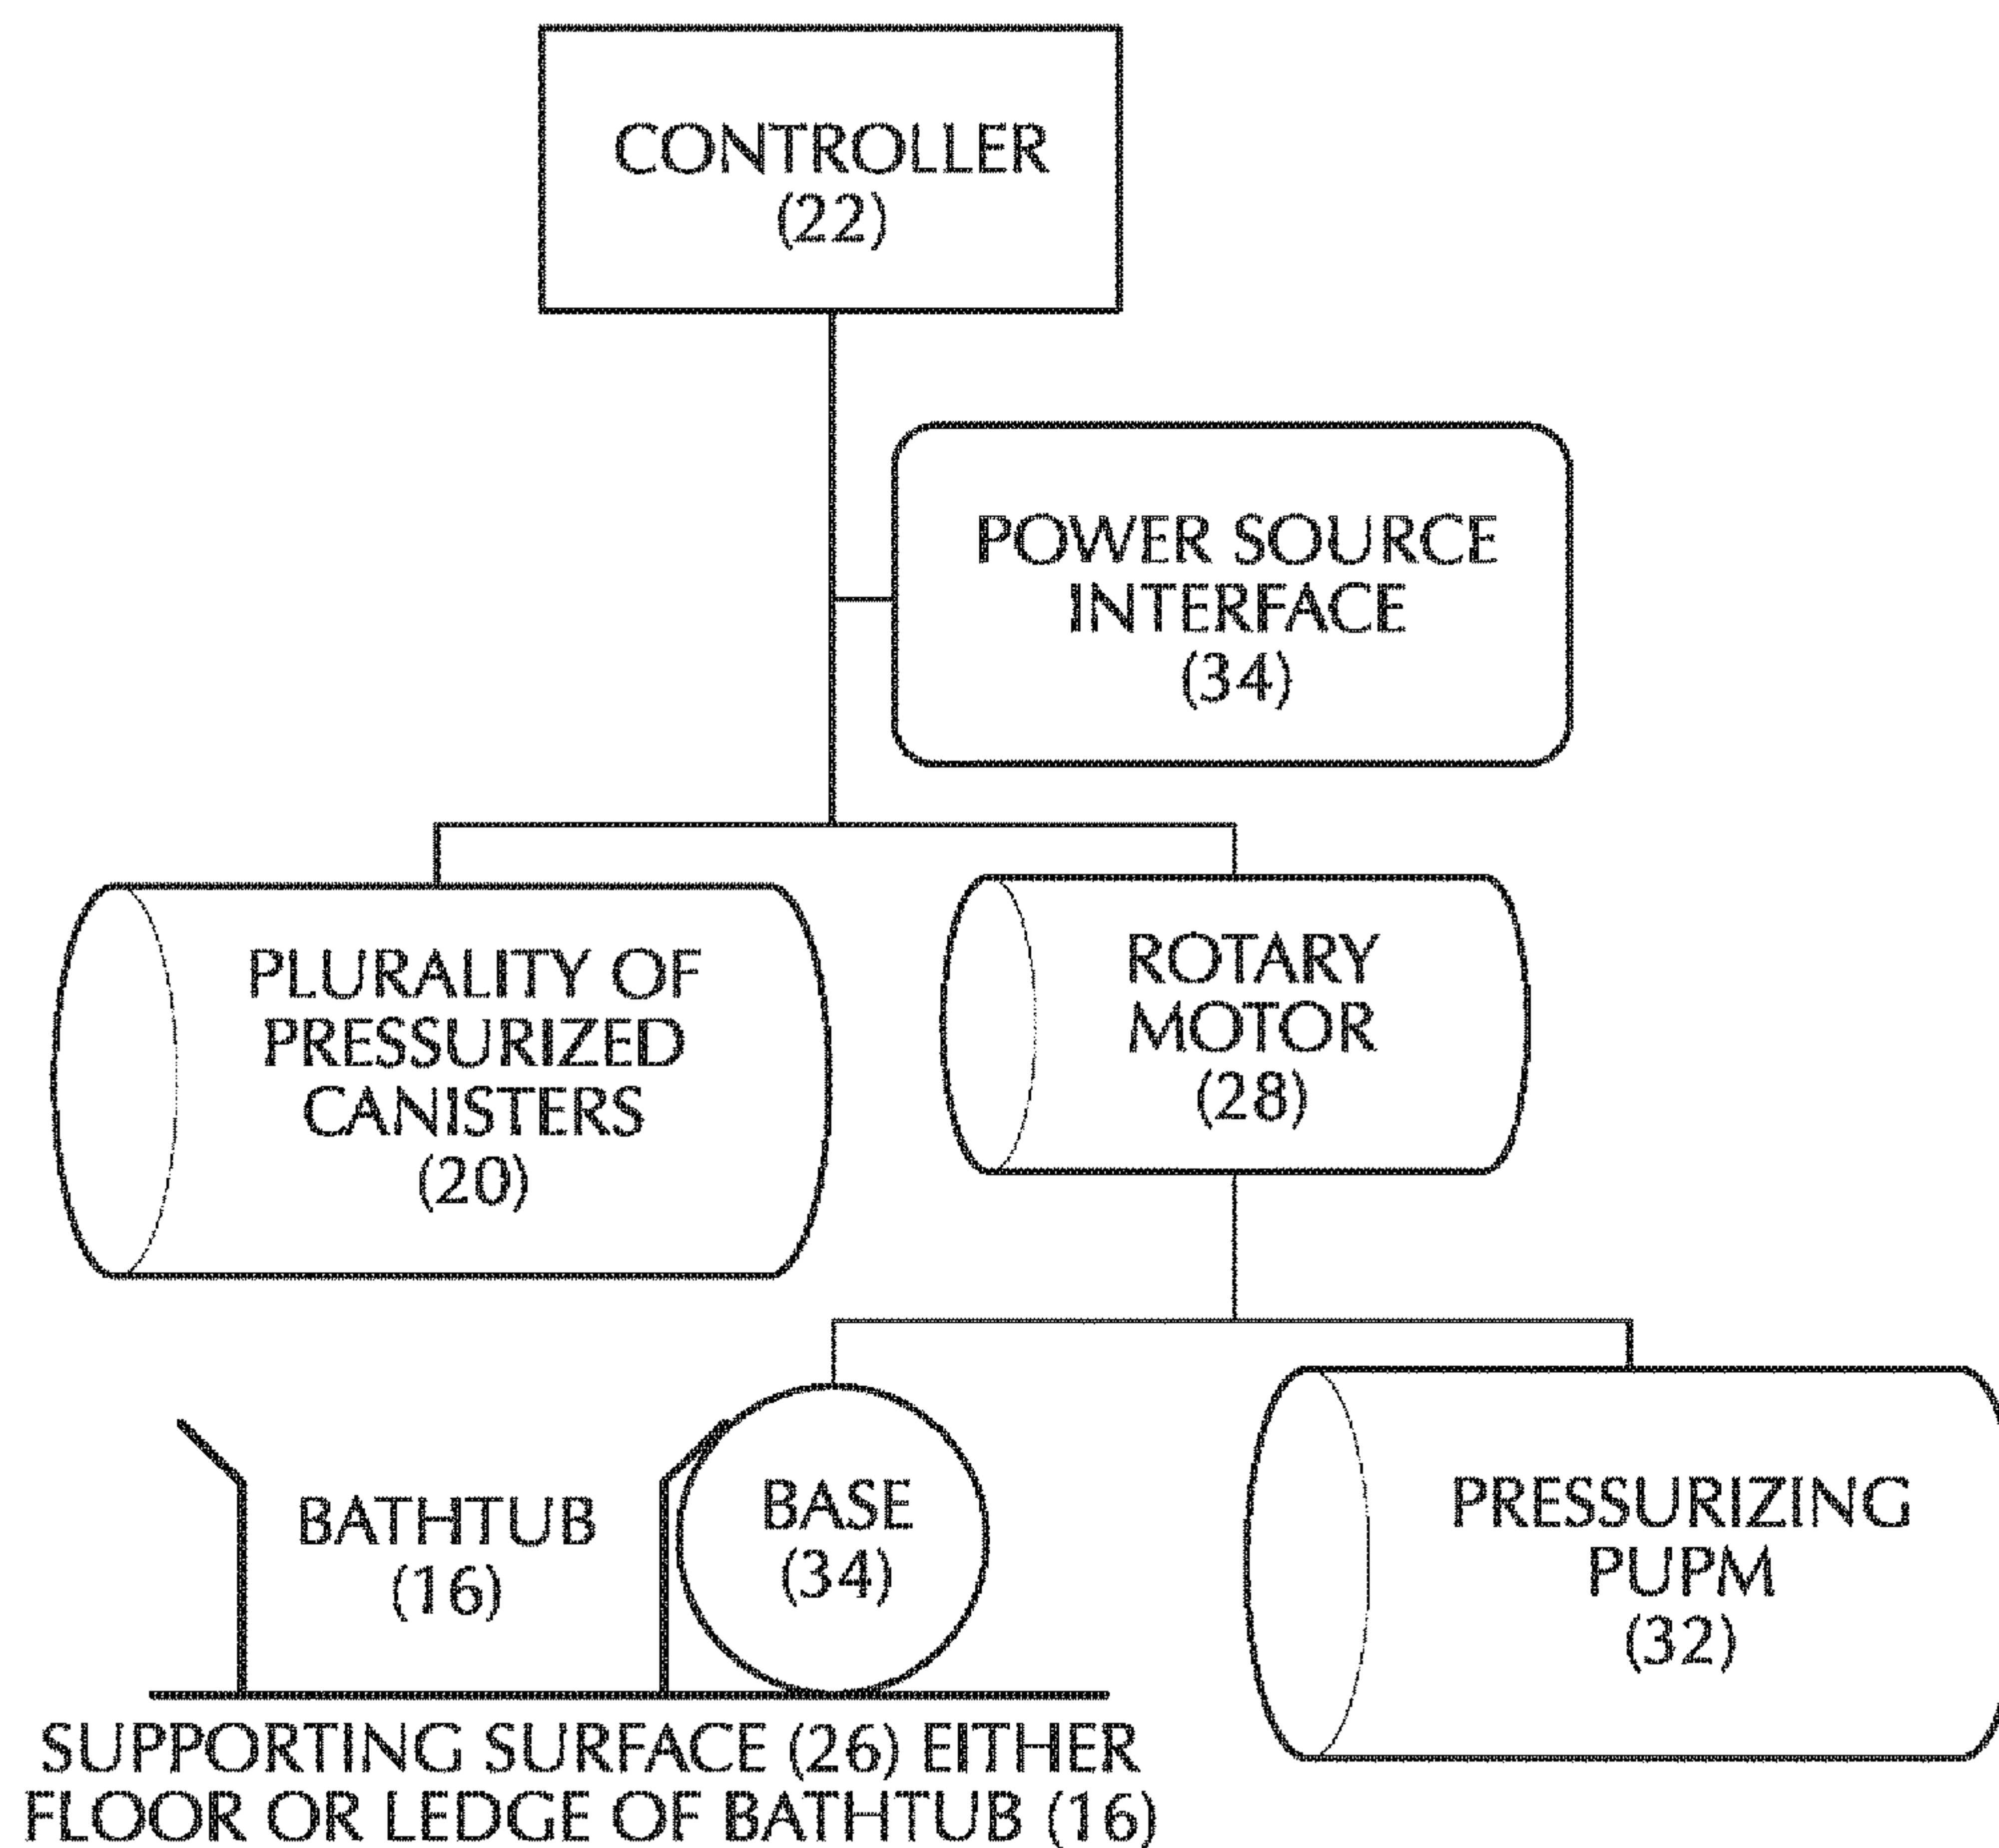 CONTROLLER
(22)
POWER SOURCE
INTERFACE
(34)
PLURALITY OF
PRESSURIZED
CANISTERS
(20)
ROTARY
MOTOR
(28)
BATHTUB
(16)
BASE
(34)
PRESSURIZING
PUPM
(32)
SUPPORTING SURFACE (26) EITHER
FLOOR OR LEDGE OF BATHTUB (16)